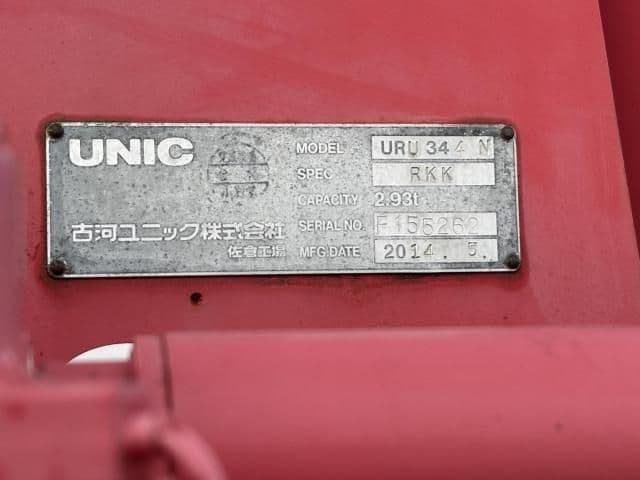 UNIC
MODEL URU 344 N
SPEC RKK
CAPACITY 2.93t
古河ユニック株式会社 SERIAL NO. F155262
佐倉工場 MFG DATE 2014. 5.